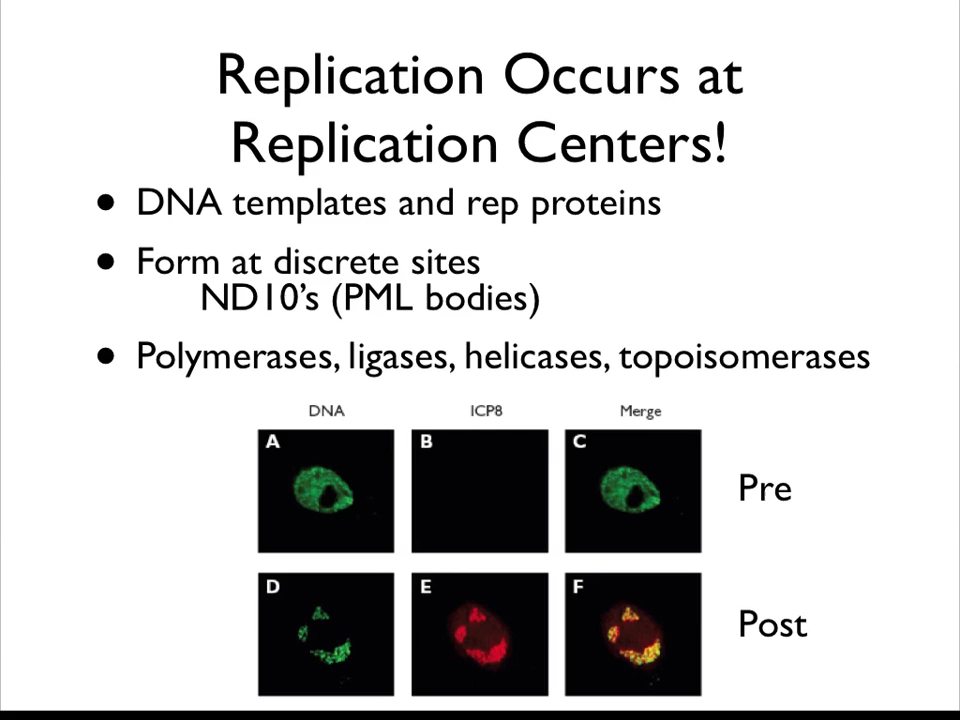 Replication Occurs at
Replication Centers!
• DNA templates and rep proteins
• Form at discrete sites
ND10's (PML bodies)
• Polymerases, ligases, helicases, topoisomerases
DNA ICP8 Merge
A B C Pre
D E F Post